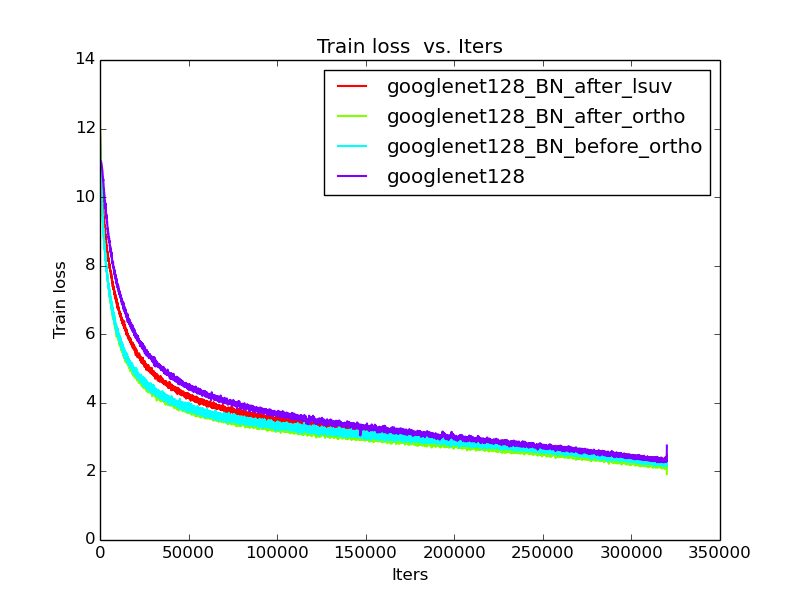 Train loss  vs. Iters
googlenet128_BN_after_lsuv
googlenet128_BN_after_ortho
googlenet128_BN_before_ortho
googlenet128
Train loss
14
12
10
8
6
4
2
0
0 50000 100000 150000 200000 250000 300000 350000
Iters